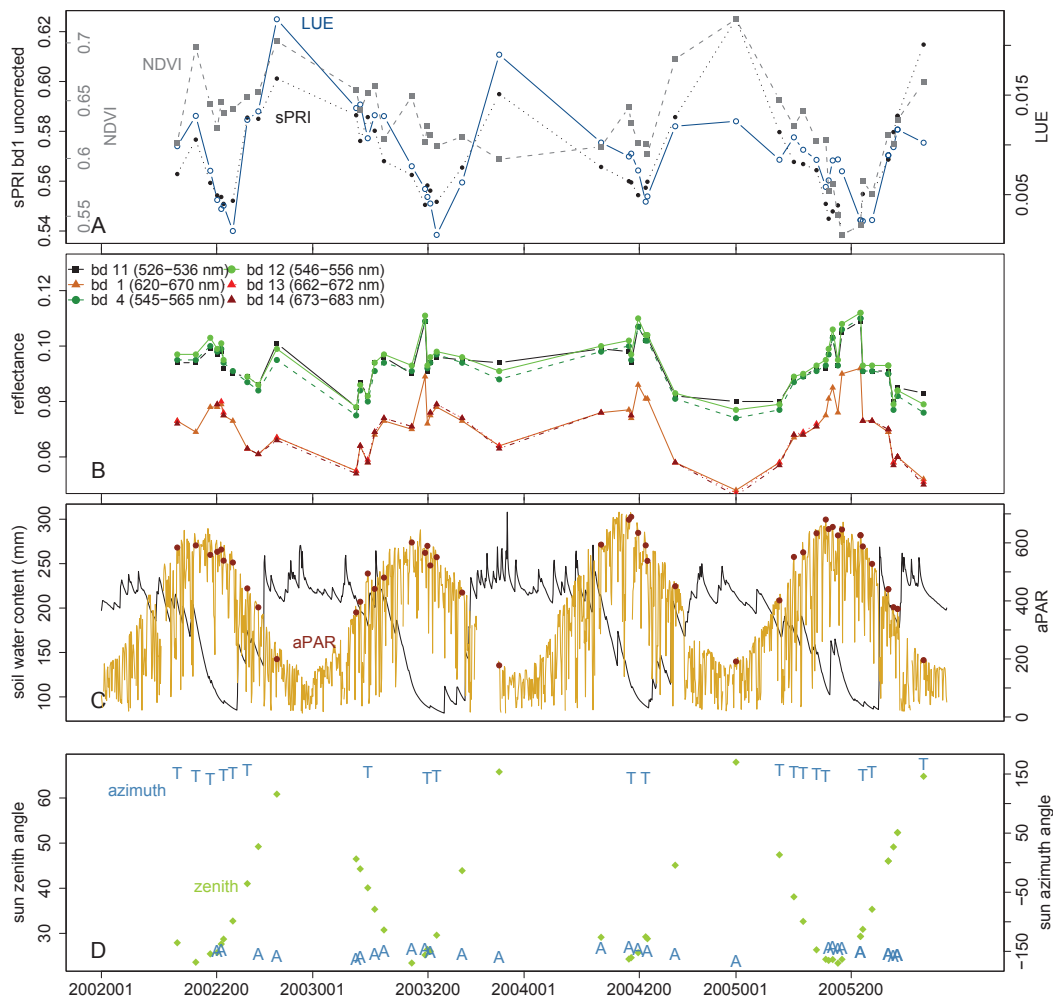 0.62
0.60
0.58
0.56
0.54
sPRI bd 1 uncorrected
0.7
0.65
0.6
0.55
NDVI
NDVI
LUE
sPRI
A
0.015
0.005
LUE
bd 11 (526−536 nm)
bd 12 (546−556 nm)
bd 1 (620−670 nm)
bd 13 (662−672 nm)
bd 4 (545−565 nm)
bd 14 (673−683 nm)
0.12
0.10
0.08
0.06
reflectance
B
300
250
200
150
100
soil water content (mm)
aPAR
C
600
400
200
0
aPAR
60
50
40
30
sun zenith angle
azimuth
zenith
T T T T T T T T T T T T T T T T T T T
A A A A A A A A A A A A A A A A A A A A A A A A A
D
150
50
−50
−150
sun azimuth angle
2002001
2002200
2003001
2003200
2004001
2004200
2005001
2005200